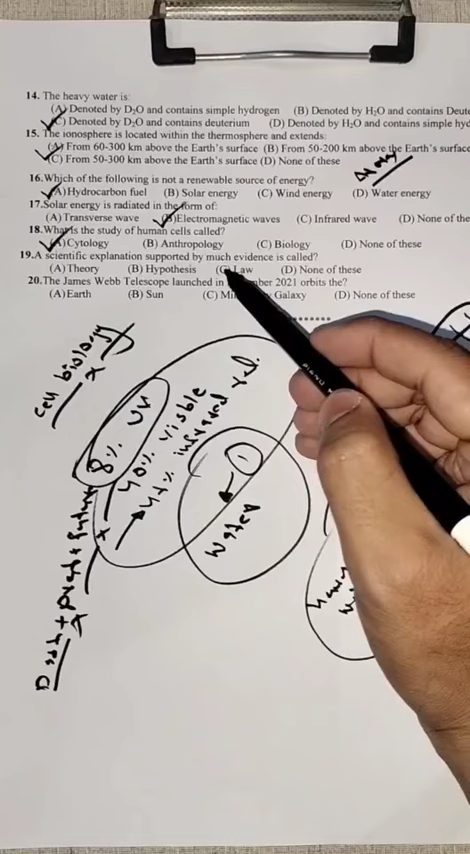 14. The heavy water is:
(A) Denoted by D₂O and contains simple hydrogen (B) Denoted by H₂O and contains Deute
(C) Denoted by D₂O and contains deuterium (D) Denoted by H₂O and contains simple hyd
15. The ionosphere is located within the thermosphere and extends:
(A) From 60-300 km above the Earth's surface (B) From 50-200 km above the Earth's surface
(C) From 50-300 km above the Earth's surface (D) None of these
16. Which of the following is not a renewable source of energy?
(A) Hydrocarbon fuel (B) Solar energy (C) Wind energy (D) Water energy
17. Solar energy is radiated in the form of:
(A) Transverse wave (B) Electromagnetic waves (C) Infrared wave (D) None of the
18. What is the study of human cells called?
(A) Cytology (B) Anthropology (C) Biology (D) None of these
19. A scientific explanation supported by much evidence is called?
(A) Theory (B) Hypothesis (C) Law (D) None of these
20. The James Webb Telescope launched in ber 2021 orbits the?
(A) Earth (B) Sun (C) Mi Galaxy (D) None of these
cell biology
x
8% UV
40% visible
infrared rd.
water